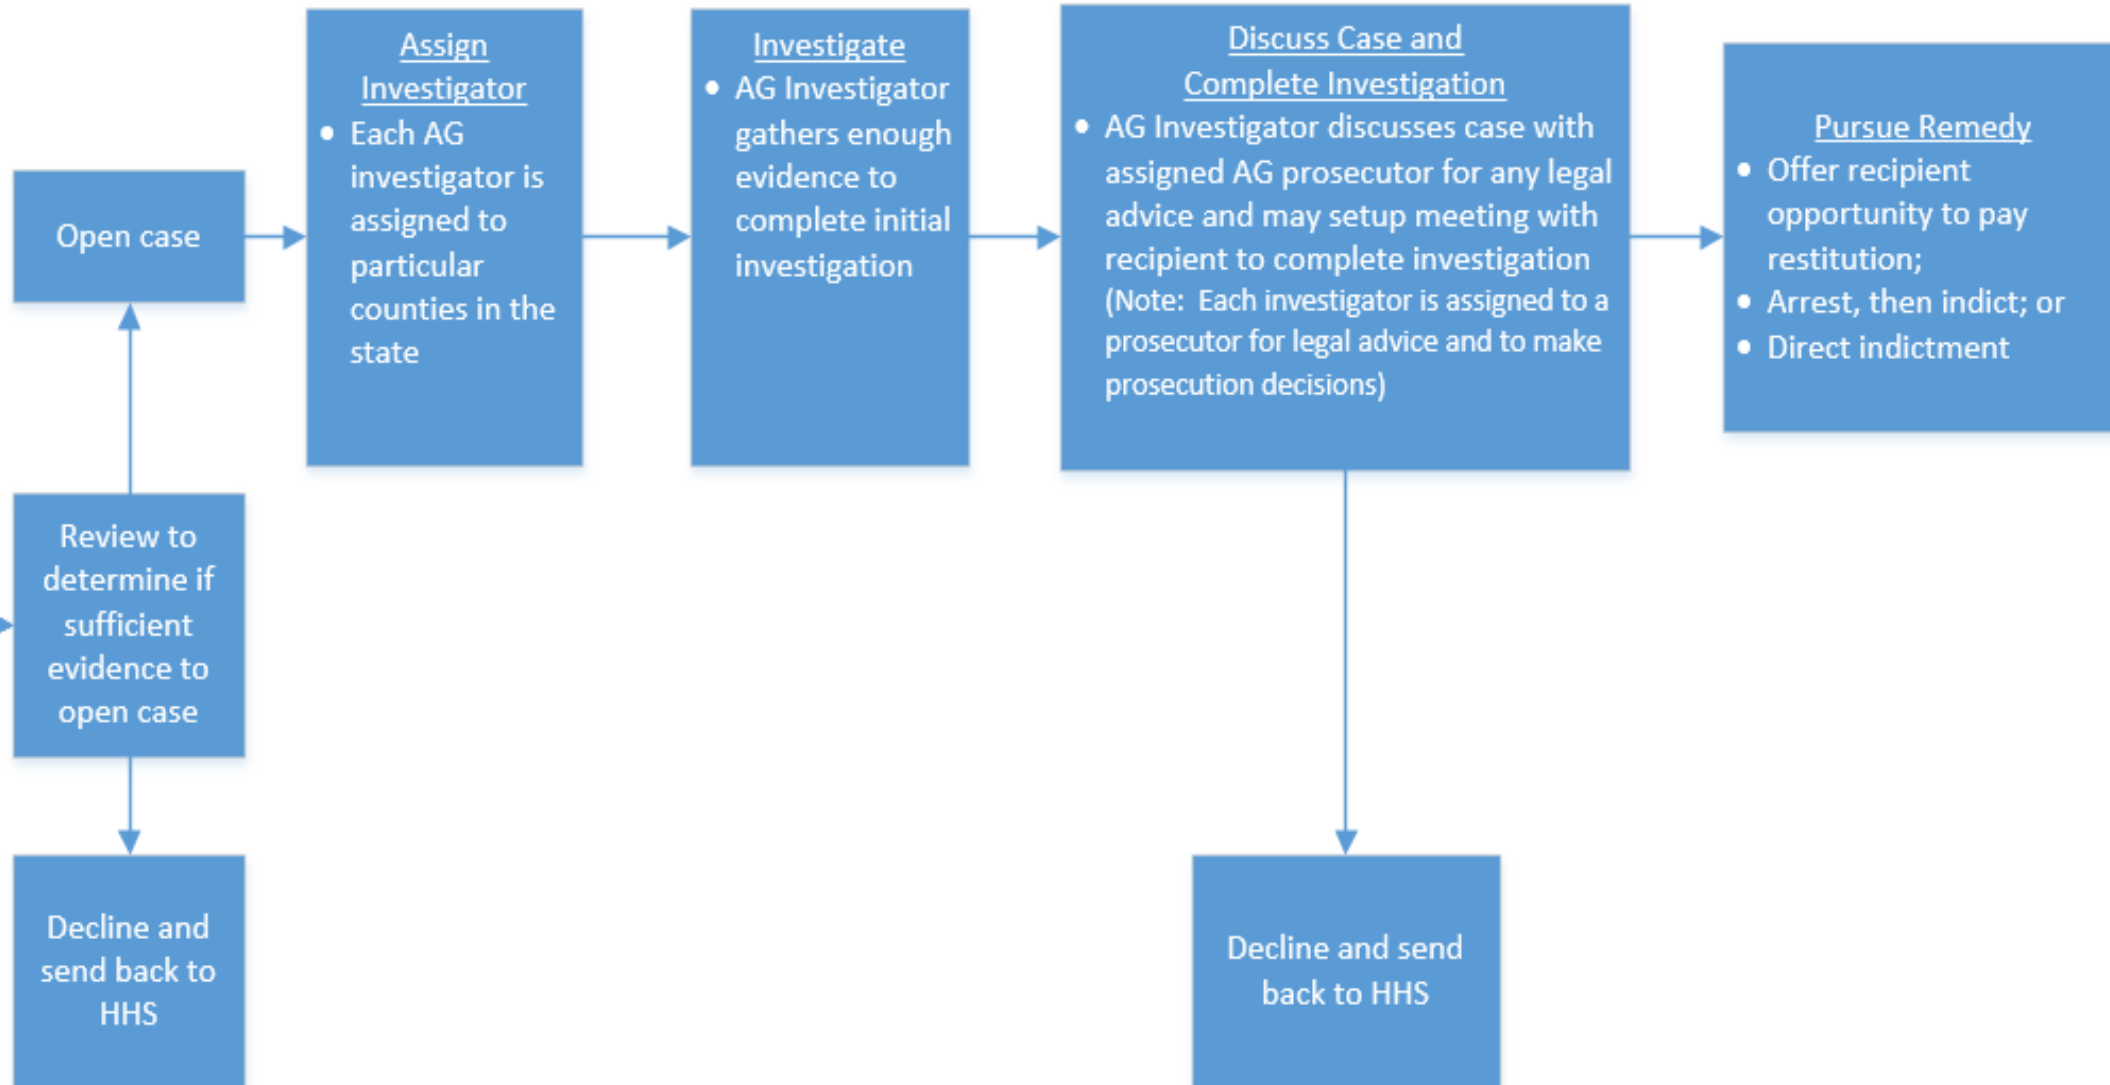 Open case
Assign
Investigator
• Each AG
investigator is
assigned to
particular
counties in the
state
Investigate
• AG Investigator
gathers enough
evidence to
complete initial
investigation
Discuss Case and
Complete Investigation
• AG Investigator discusses case with
assigned AG prosecutor for any legal
advice and may setup meeting with
recipient to complete investigation
(Note: Each investigator is assigned to a
prosecutor for legal advice and to make
prosecution decisions)
Pursue Remedy
• Offer recipient
opportunity to pay
restitution;
• Arrest, then indict; or
• Direct indictment
Review to
determine if
sufficient
evidence to
open case
Decline and
send back to
HHS
Decline and send
back to HHS